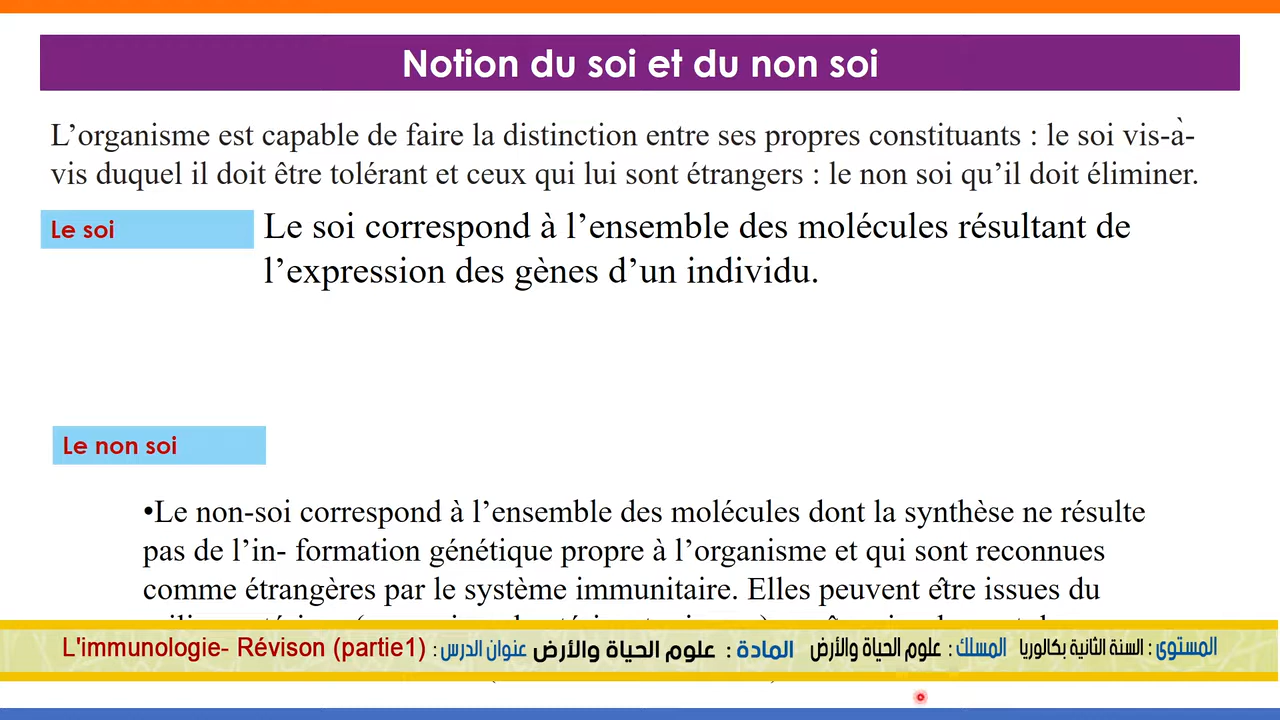 Notion du soi et du non soi
L’organisme est capable de faire la distinction entre ses propres constituants : le soi vis-à-
vis duquel il doit être tolérant et ceux qui lui sont étrangers : le non soi qu’il doit éliminer.
Le soi
Le soi correspond à l’ensemble des molécules résultant de
l’expression des gènes d’un individu.
Le non soi
•Le non-soi correspond à l’ensemble des molécules dont la synthèse ne résulte
pas de l’in- formation génétique propre à l’organisme et qui sont reconnues
comme étrangères par le système immunitaire. Elles peuvent être issues du
المستوى : السنة الثانية بكالوريا المسلك : علوم الحياة والأرض المادة : علوم الحياة والأرض عنوان الدرس : L'immunologie- Révison (partie1)